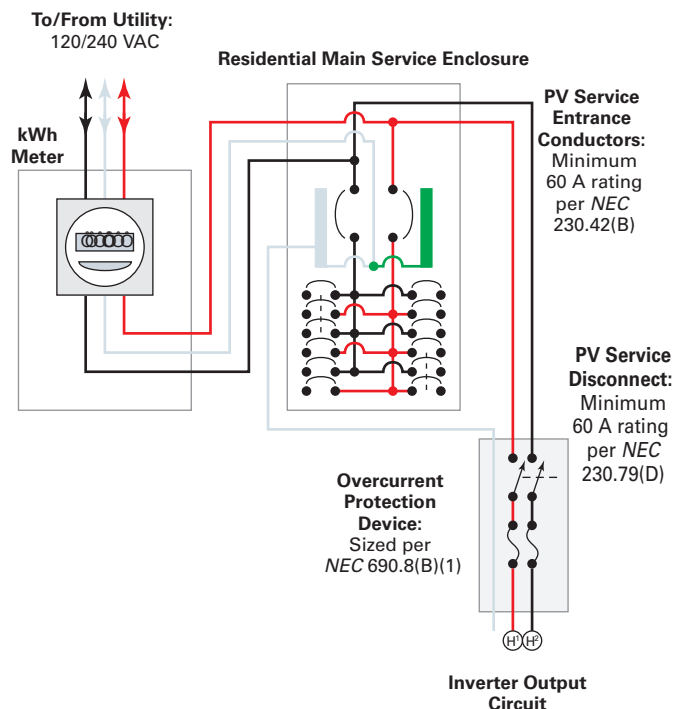 To/From Utility:
120/240 VAC
Residential Main Service Enclosure
kWh
Meter
PV Service
Entrance
Conductors:
Minimum
60 A rating
per NEC
230.42(B)
PV Service
Disconnect:
Minimum
60 A rating
per NEC
230.79(D)
Overcurrent
Protection
Device:
Sized per
NEC 690.8(B)(1)
H¹ H²
Inverter Output
Circuit